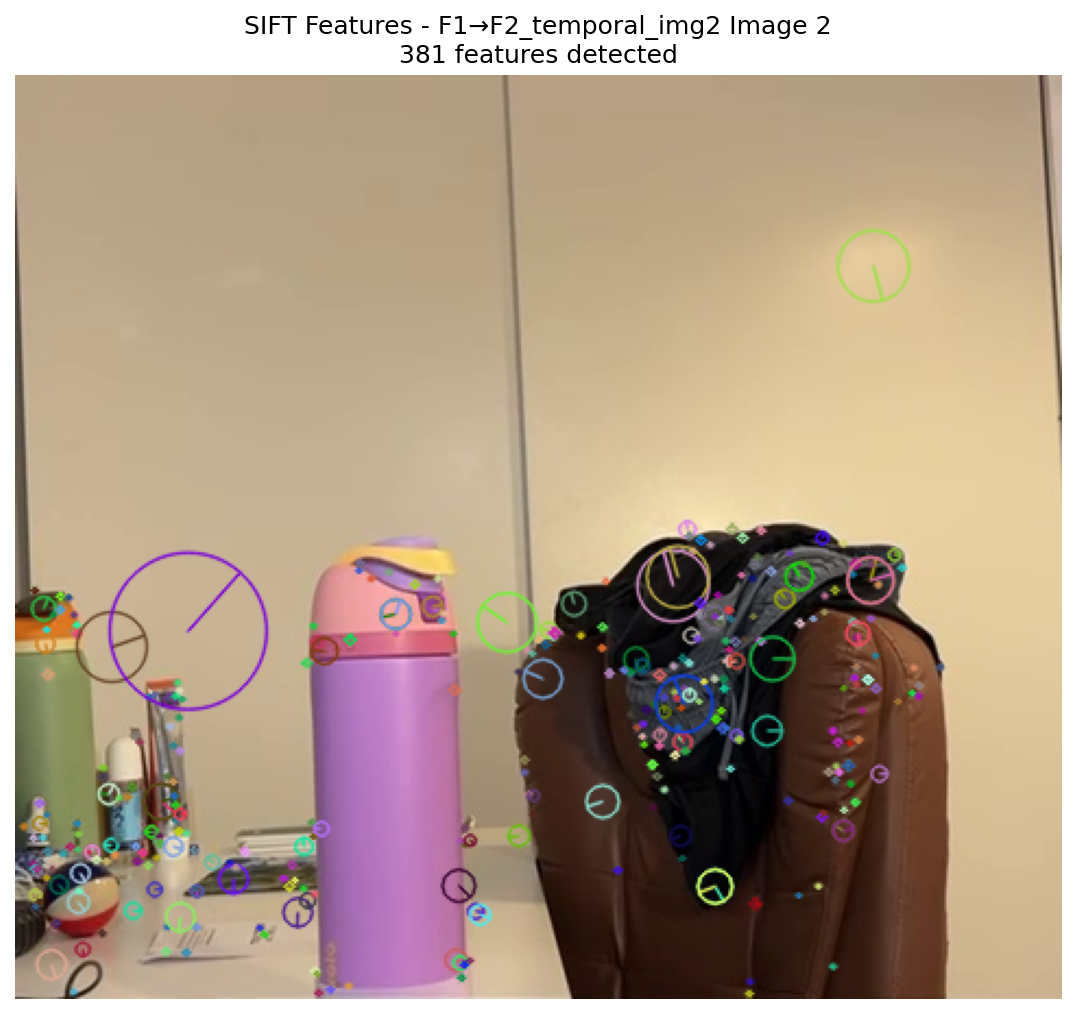 SIFT Features - F1→F2_temporal_img2 Image 2
381 features detected